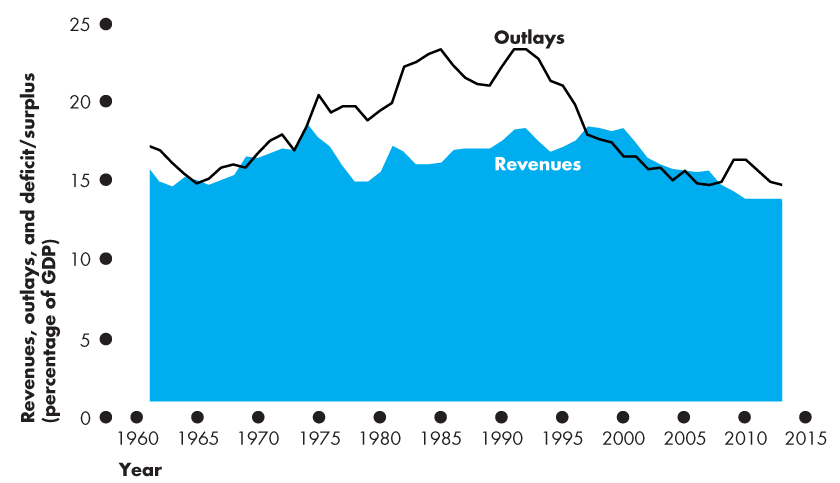 25
Outlays
20
Revenues
15
10
5
0
1960 1965 1970 1975 1980 1985 1990 1995 2000 2005 2010 2015
Year
Revenues, outlays, and deficit/surplus
(percentage of GDP)